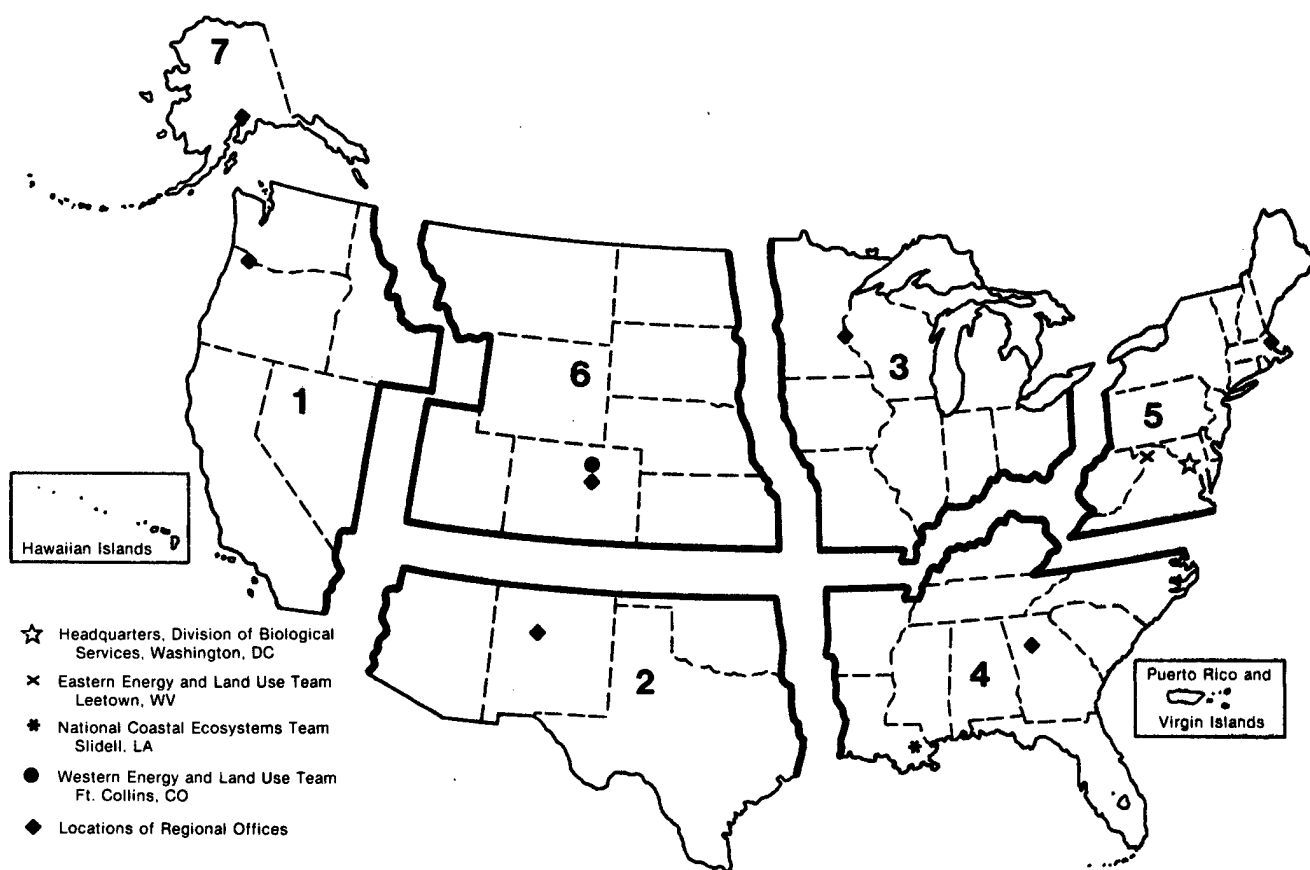 7
6
3
1
5
Hawaiian Islands
☆ Headquarters, Division of Biological
Services, Washington, DC
× Eastern Energy and Land Use Team
Leetown, WV
2
4
Puerto Rico and
Virgin Islands
* National Coastal Ecosystems Team
Slidell, LA
● Western Energy and Land Use Team
Ft. Collins, CO
◆ Locations of Regional Offices